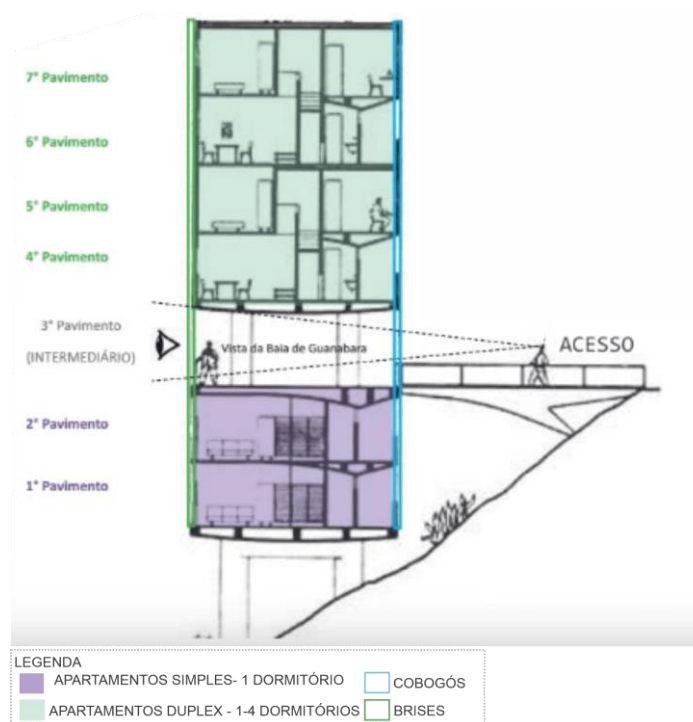 7° Pavimento
6° Pavimento
5° Pavimento
4° Pavimento
3° Pavimento
(INTERMEDIÁRIO)
Vista da Baia de Guanabara
ACESSO
2° Pavimento
1° Pavimento
LEGENDA
APARTAMENTOS SIMPLES- 1 DORMITÓRIO
COBOGÓS
APARTAMENTOS DUPLEX - 1-4 DORMITÓRIOS
BRISES